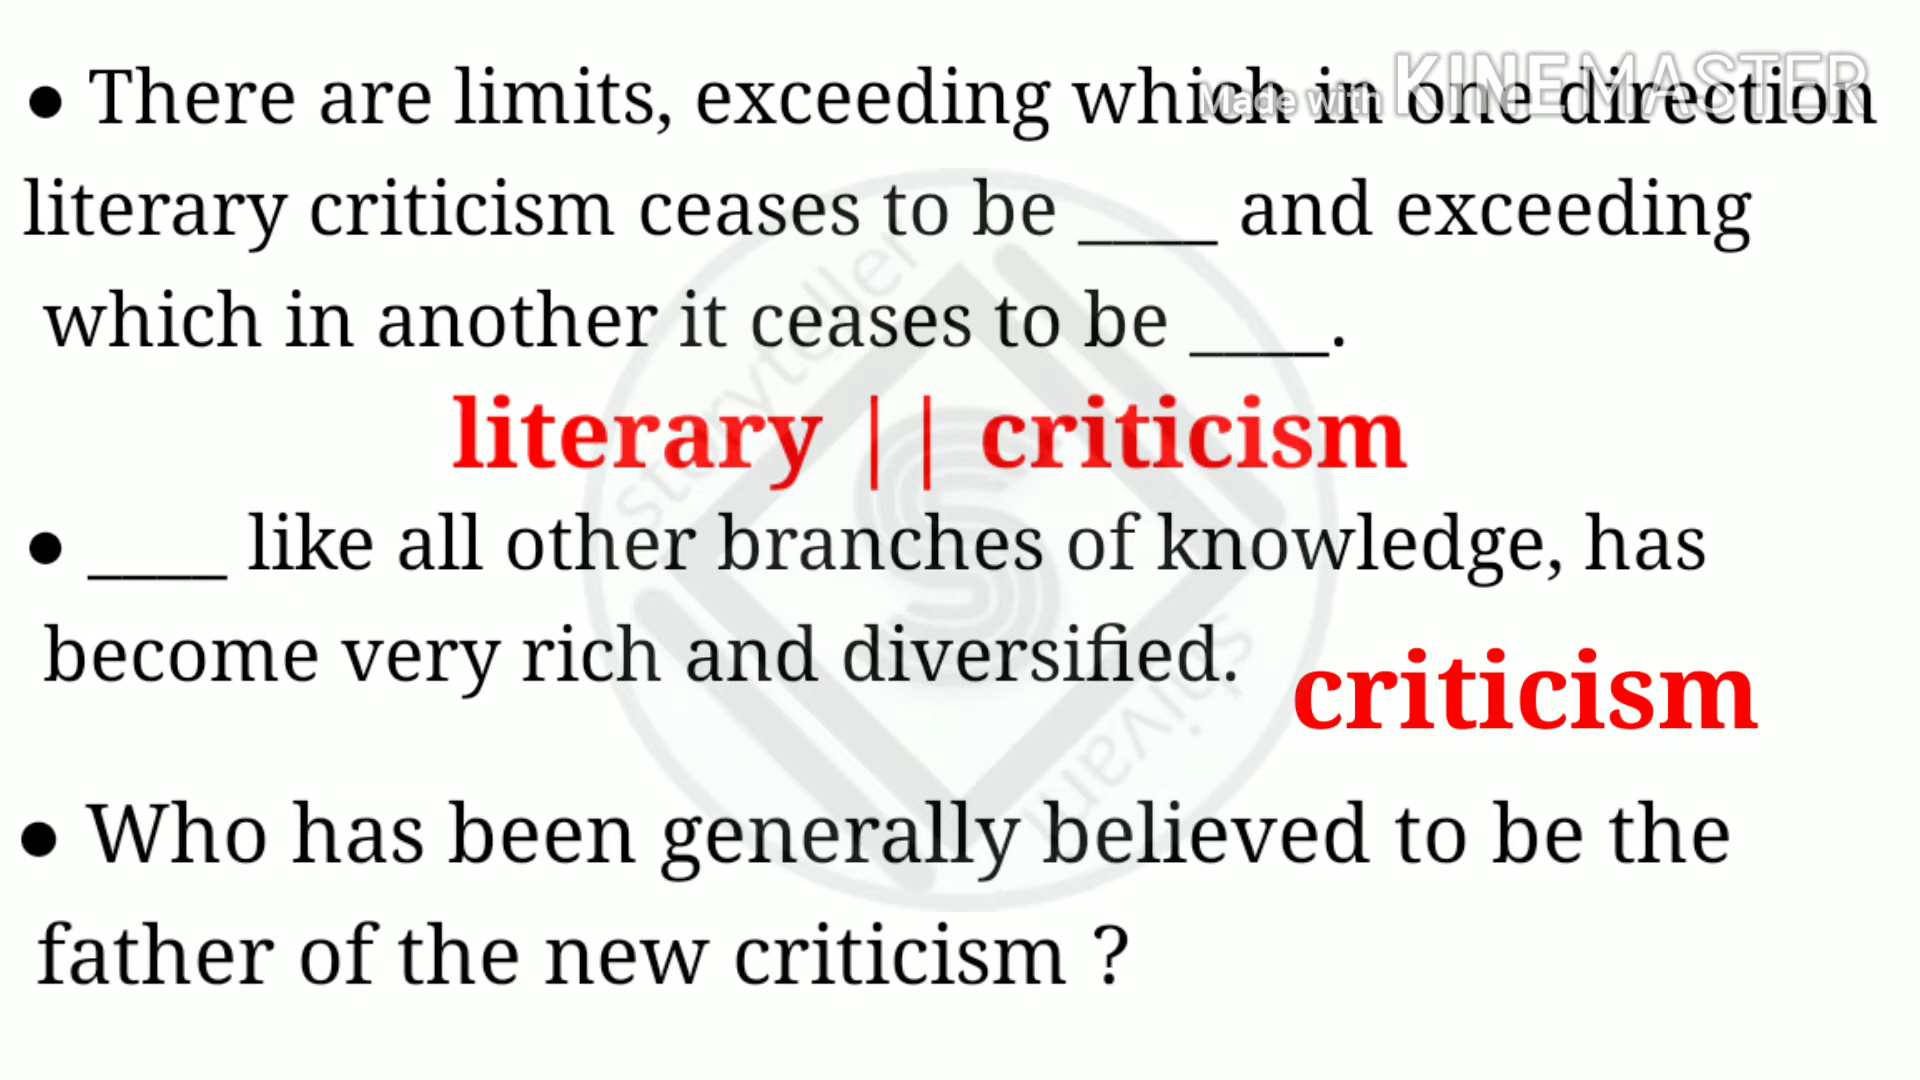 Made with KINEMASTER
• There are limits, exceeding which in one direction
literary criticism ceases to be ____ and exceeding
which in another it ceases to be ____.
literary || criticism
• ____ like all other branches of knowledge, has
become very rich and diversified.
criticism
• Who has been generally believed to be the
father of the new criticism ?
storyteller
shivani